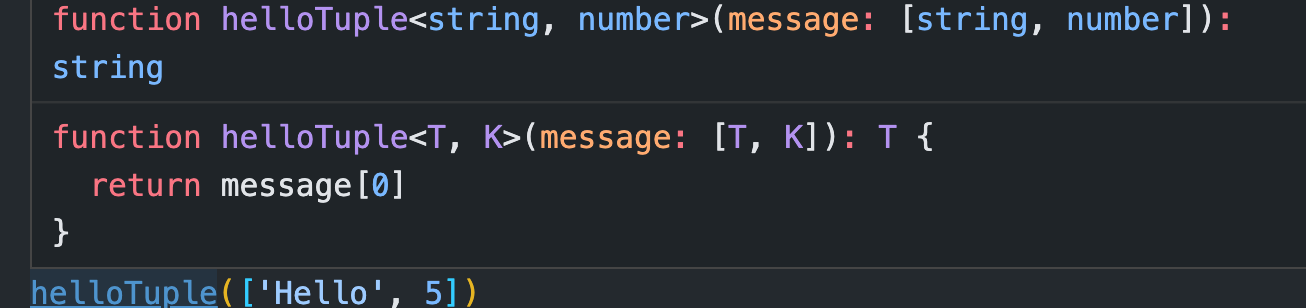 function helloTuple<string, number>(message: [string, number]):
string
function helloTuple<T, K>(message: [T, K]): T {
  return message[0]
}
helloTuple(['Hello', 5])